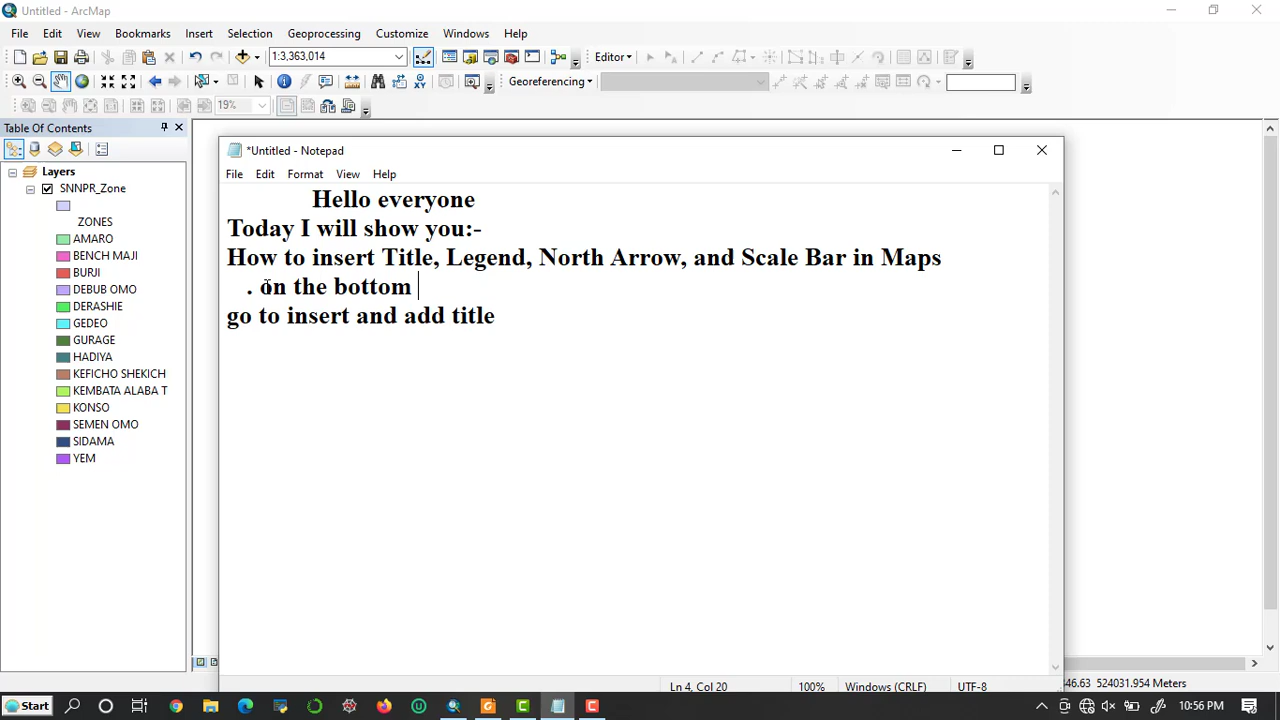 Untitled - ArcMap
File Edit View Bookmarks Insert Selection Geoprocessing Customize Windows Help
1:3,363,014 Editor
Georeferencing
19%
Table Of Contents
Layers
SNNPR_Zone
ZONES
AMARO
BENCH MAJI
BURJI
DEBUB OMO
DERASHIE
GEDEO
GURAGE
HADIYA
KEFICHO SHEKICH
KEMBATA ALABA T
KONSO
SEMEN OMO
SIDAMA
YEM
*Untitled - Notepad
File Edit Format View Help
Hello everyone
Today I will show you:-
How to insert Title, Legend, North Arrow, and Scale Bar in Maps
. on the bottom
go to insert and add title
Ln 4, Col 20 100% Windows (CRLF) UTF-8
46.63 524031.954 Meters
Start 10:56 PM